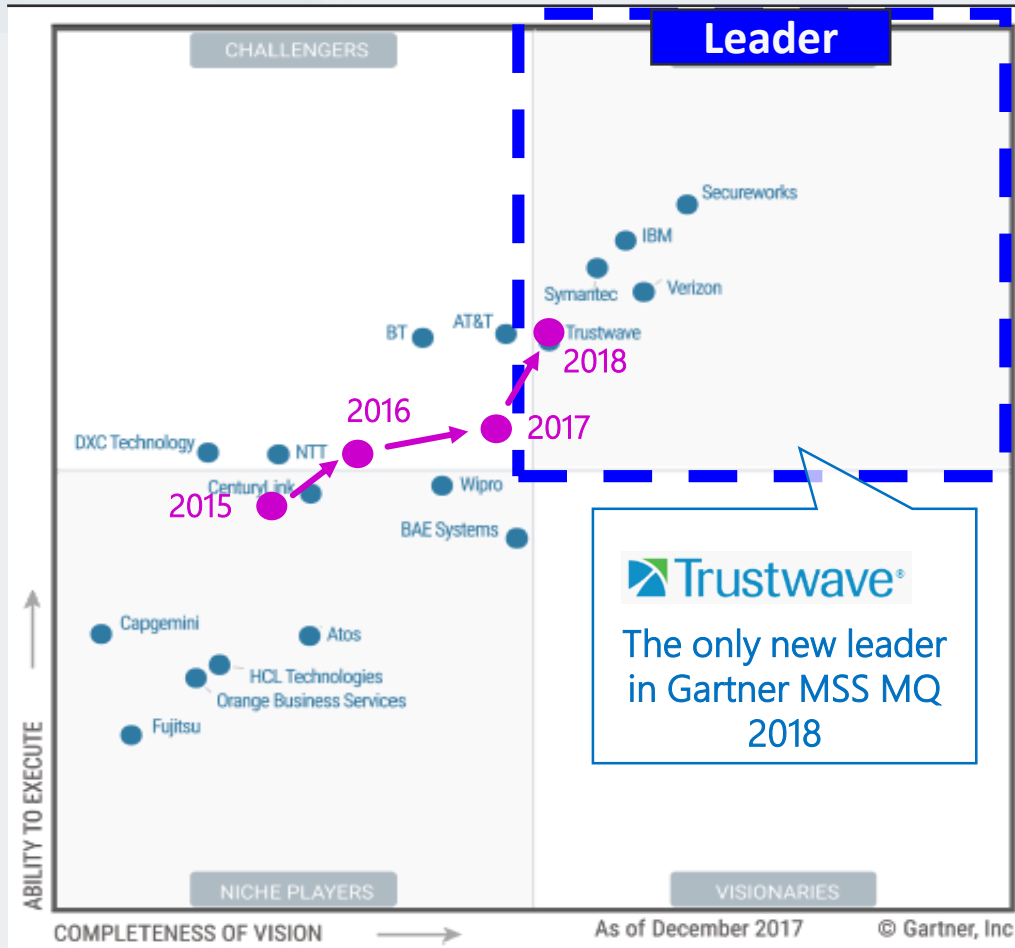 Leader
CHALLENGERS
Secureworks
IBM
Symantec
Verizon
AT&T
BT
Trustwave
2018
2016
2017
DXC Technology
NTT
CenturyLink
2015
Wipro
BAE Systems
Trustwave®
The only new leader
in Gartner MSS MQ
2018
Capgemini
Atos
HCL Technologies
Orange Business Services
Fujitsu
ABILITY TO EXECUTE
NICHE PLAYERS
VISIONARIES
COMPLETENESS OF VISION
As of December 2017
© Gartner, Inc